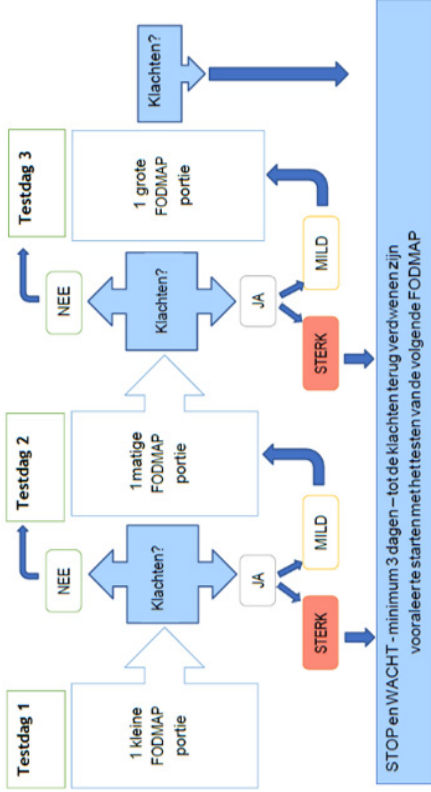 Testdag 1
1 kleine
FODMAP
portie
NEE
Klachten?
JA
STERK
MILD
Testdag 2
1 matige
FODMAP
portie
NEE
Klachten?
JA
STERK
MILD
Testdag 3
1 grote
FODMAP
portie
Klachten?
STOP en WACHT - minimum 3 dagen – tot de klachten terug verdwenen zijn
vooraleer te starten met het testen van de volgende FODMAP